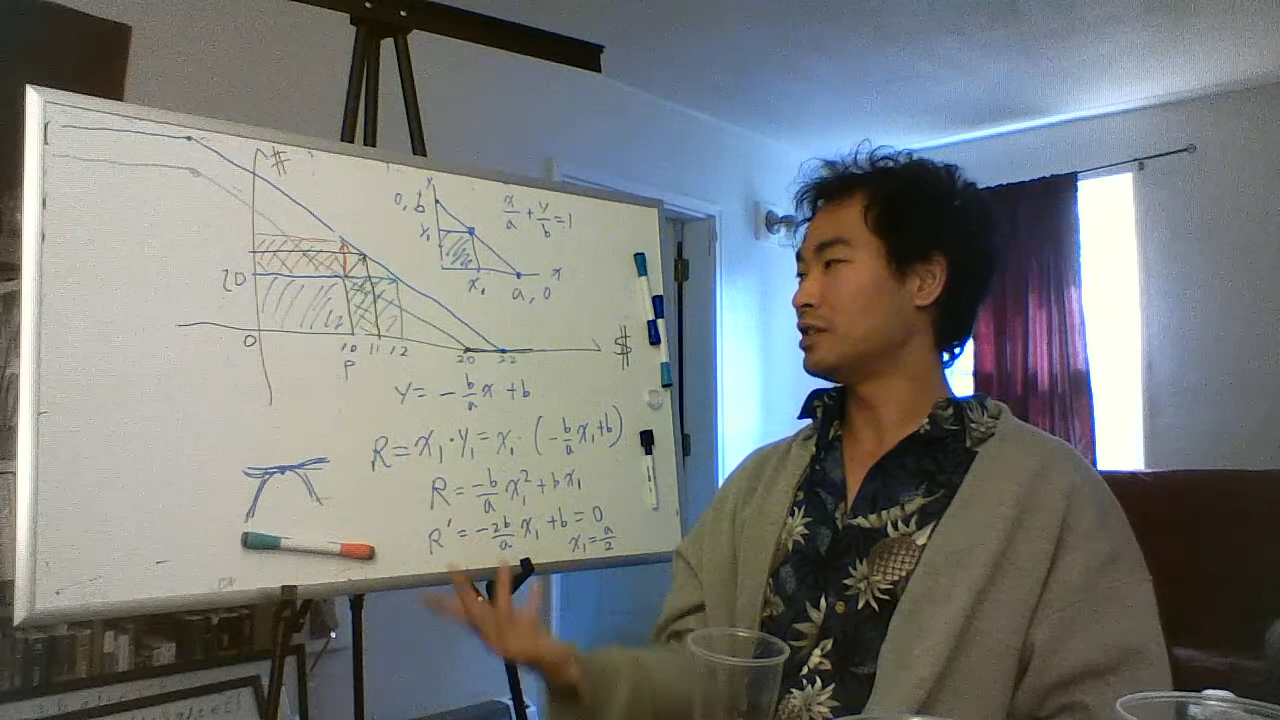 $
0, b
y
y₁
x/a + y/b = 1
x
x₁
a, 0
20
0
10
11
12
20
22
$
P
y = -b/a x + b
R = x₁ · y₁ = x₁ · (-b/a x₁ + b)
R = -b/a x₁² + b x₁
R' = -2b/a x₁ + b = 0
x₁ = a/2